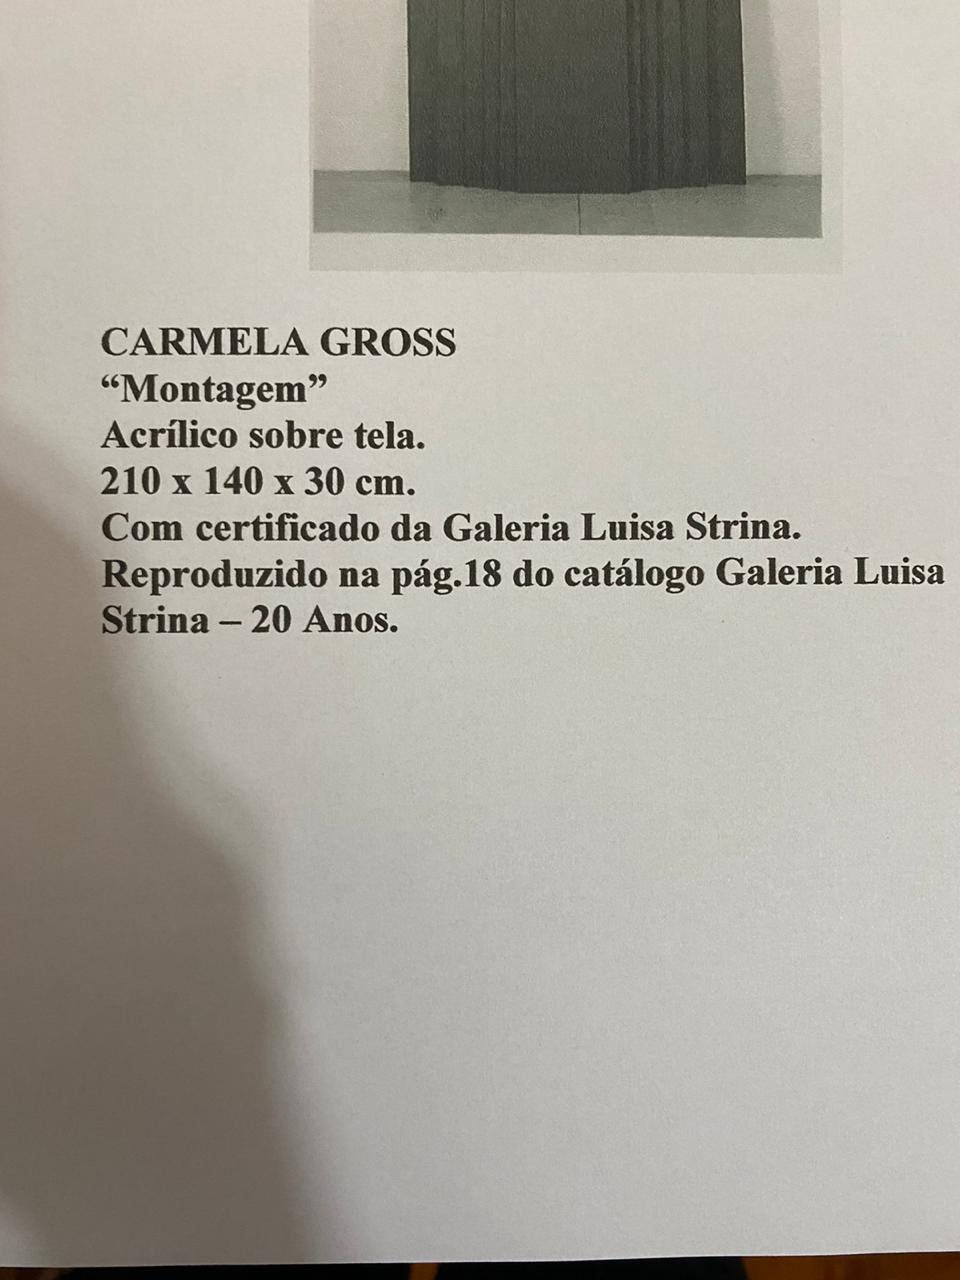 CARMELA GROSS
“Montagem”
Acrílico sobre tela.
210 x 140 x 30 cm.
Com certificado da Galeria Luisa Strina.
Reproduzido na pág.18 do catálogo Galeria Luisa
Strina – 20 Anos.